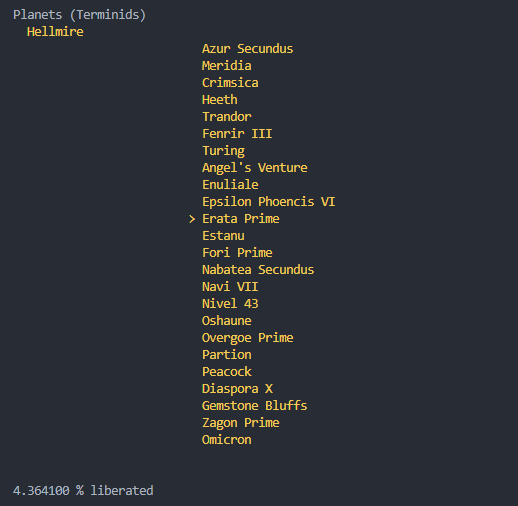 Planets (Terminids)
Hellmire
Azur Secundus
Meridia
Crimsica
Heeth
Trandor
Fenrir III
Turing
Angel's Venture
Enuliale
Epsilon Phoencis VI
> Erata Prime
Estanu
Fori Prime
Nabatea Secundus
Navi VII
Nivel 43
Oshaune
Overgoe Prime
Partion
Peacock
Diaspora X
Gemstone Bluffs
Zagon Prime
Omicron
4.364100 % liberated